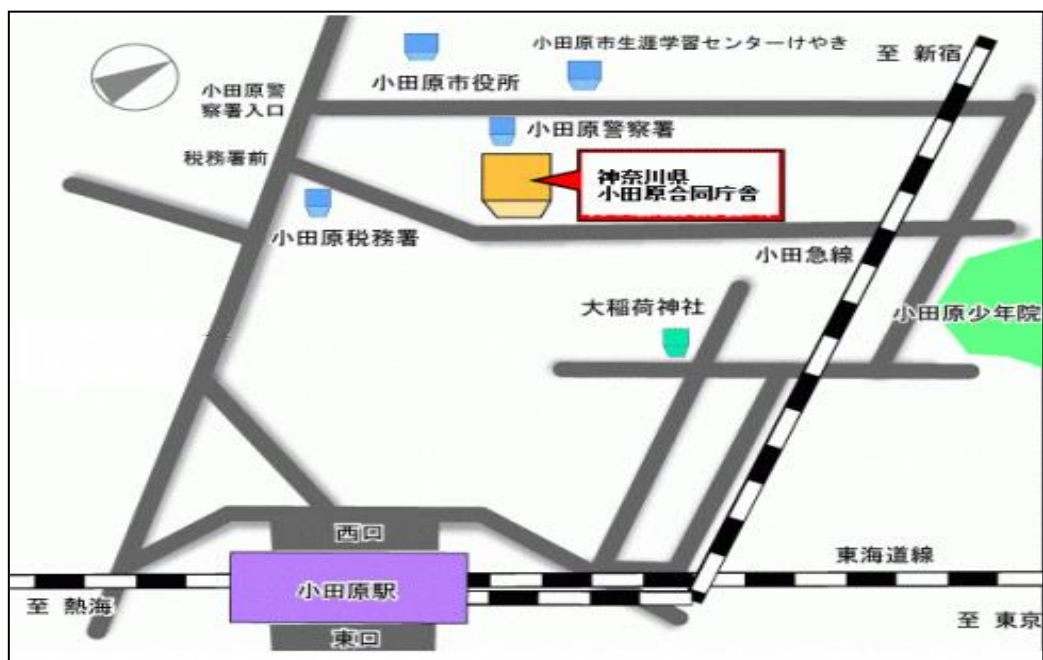 小田原市生涯学習センターけやき
至 新宿
小田原市役所
小田原警
察署入口
小田原警察署
税務署前
神奈川県
小田原合同庁舎
小田原税務署
小田急線
大稲荷神社
小田原少年院
西口
東海道線
小田原駅
至 熱海
至 東京
東口